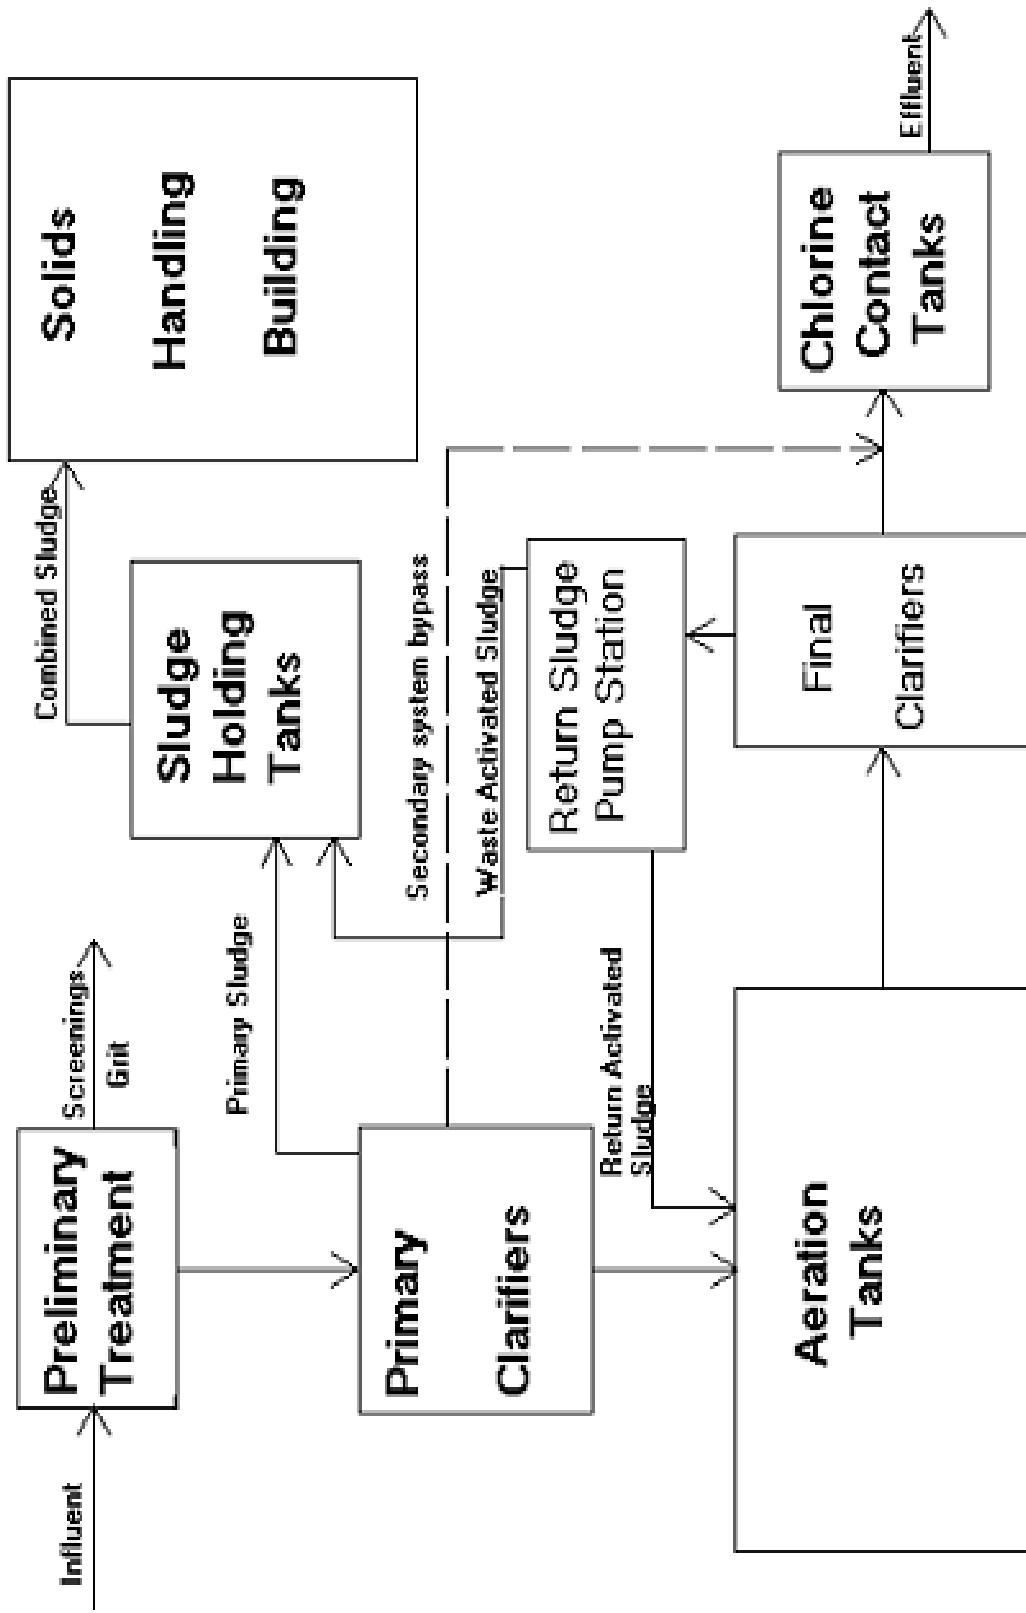 Influent
Preliminary
Treatment
Screenings
Grit
Primary Sludge
Sludge
Holding
Tanks
Combined Sludge
Solids
Handling
Building
Primary
Clarifiers
Secondary system bypass
Waste Activated Sludge
Return Sludge
Pump Station
Return Activated
Sludge
Aeration
Tanks
Final
Clarifiers
Chlorine
Contact
Tanks
Effluent